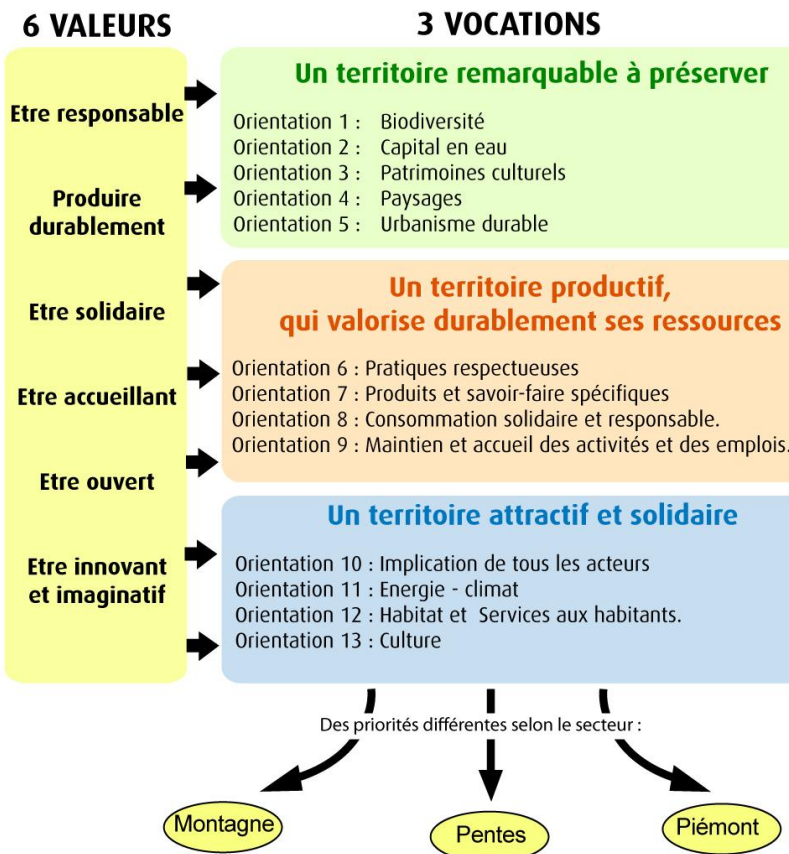 6 VALEURS
Etre responsable
Produire
durablement
Etre solidaire
Etre accueillant
Etre ouvert
Etre innovant
et imaginatif
3 VOCATIONS
Un territoire remarquable à préserver
Orientation 1 : Biodiversité
Orientation 2 : Capital en eau
Orientation 3 : Patrimoines culturels
Orientation 4 : Paysages
Orientation 5 : Urbanisme durable
Un territoire productif,
qui valorise durablement ses ressources
Orientation 6 : Pratiques respectueuses
Orientation 7 : Produits et savoir-faire spécifiques
Orientation 8 : Consommation solidaire et responsable.
Orientation 9 : Maintien et accueil des activités et des emplois.
Un territoire attractif et solidaire
Orientation 10 : Implication de tous les acteurs
Orientation 11 : Energie - climat
Orientation 12 : Habitat et Services aux habitants.
Orientation 13 : Culture
Des priorités différentes selon le secteur :
Montagne
Pentes
Piémont